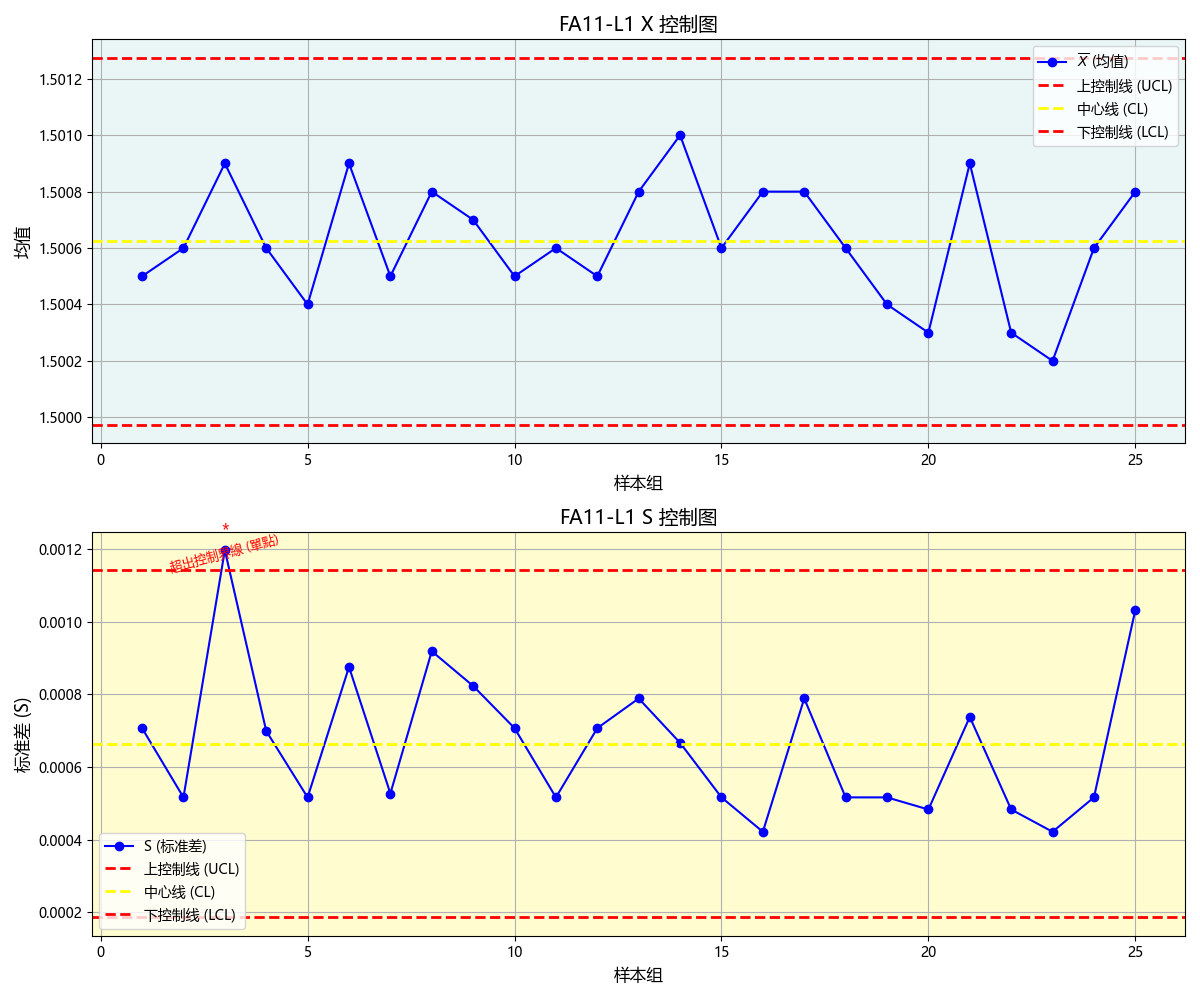 FA11-L1 X 控制图
1.5012
1.5010
1.5008
1.5006
1.5004
1.5002
1.5000
均值
X̅ (均值)
上控制线 (UCL)
中心线 (CL)
下控制线 (LCL)
0 5 10 15 20 25
样本组
FA11-L1 S 控制图
*
超出控制界線 (單點)
0.0012
0.0010
0.0008
0.0006
0.0004
0.0002
标准差 (S)
S (标准差)
上控制线 (UCL)
中心线 (CL)
下控制线 (LCL)
0 5 10 15 20 25
样本组